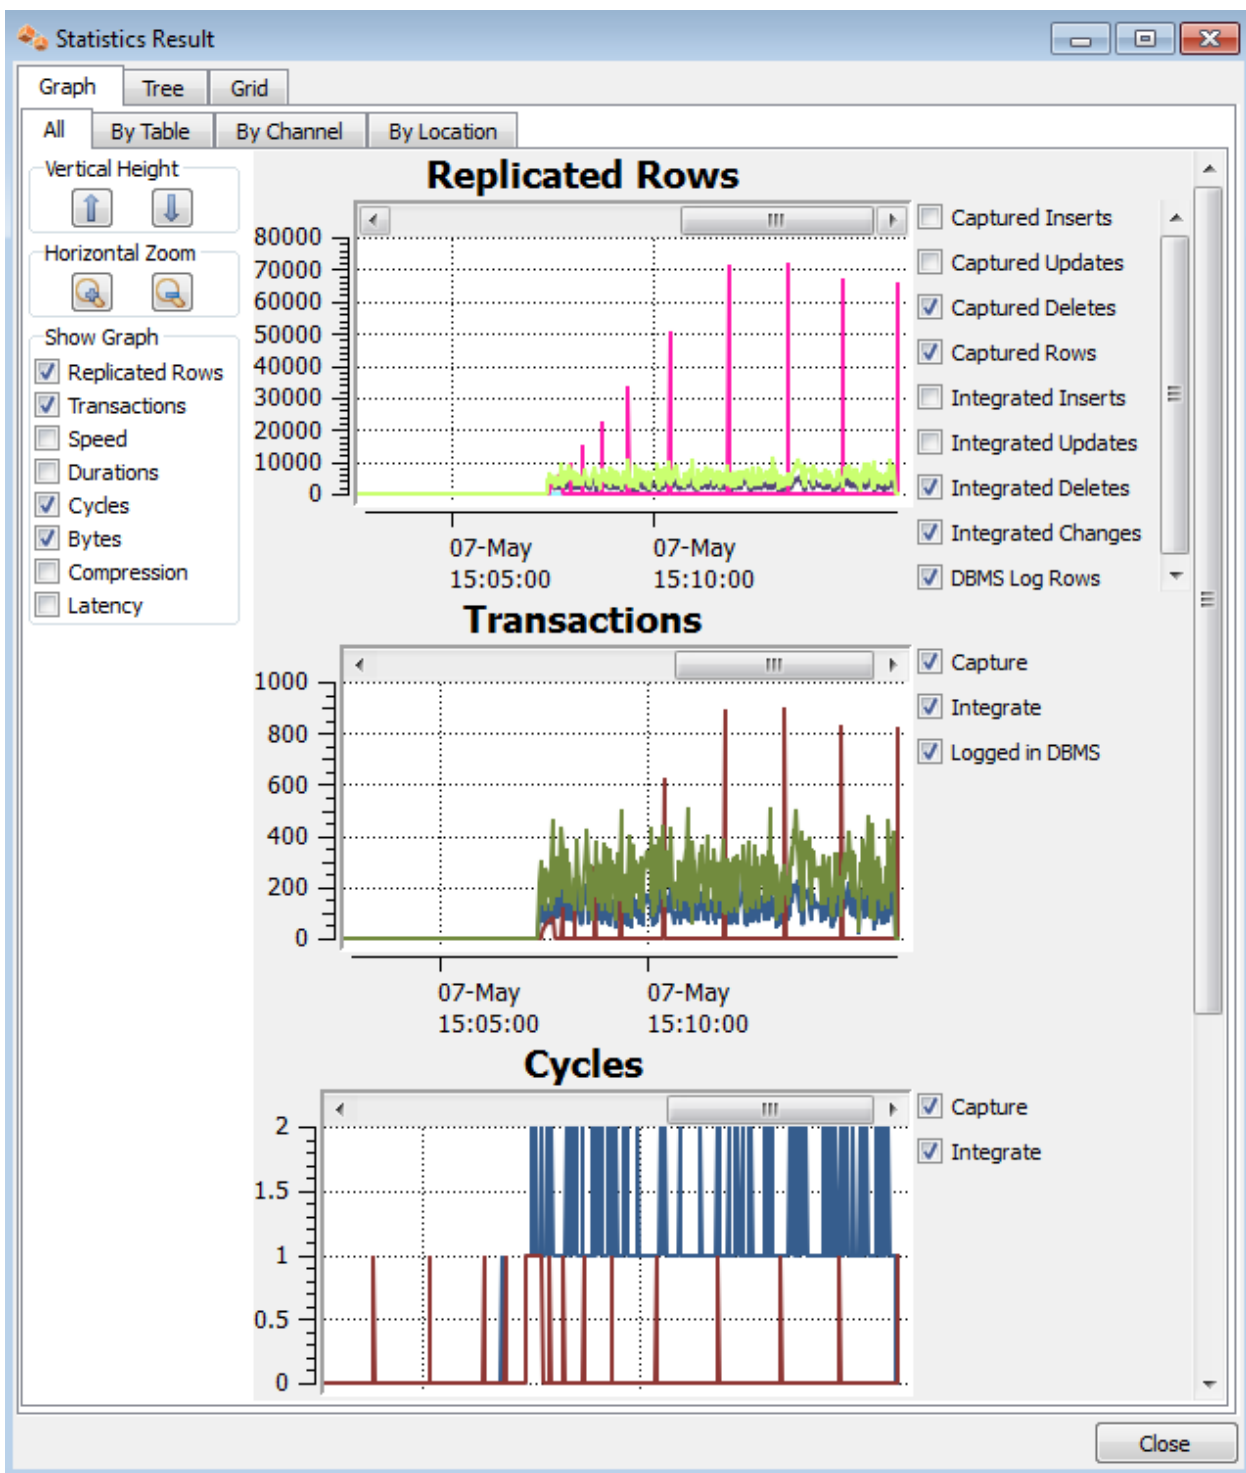 Statistics Result
Graph Tree Grid
All By Table By Channel By Location
Vertical Height
Horizontal Zoom
Show Graph
Replicated Rows
Transactions
Speed
Durations
Cycles
Bytes
Compression
Latency
Replicated Rows
80000
70000
60000
50000
40000
30000
20000
10000
0
07-May 07-May
15:05:00 15:10:00
Captured Inserts
Captured Updates
Captured Deletes
Captured Rows
Integrated Inserts
Integrated Updates
Integrated Deletes
Integrated Changes
DBMS Log Rows
Transactions
1000
800
600
400
200
0
07-May 07-May
15:05:00 15:10:00
Capture
Integrate
Logged in DBMS
Cycles
2
1.5
1
0.5
0
Capture
Integrate
Close